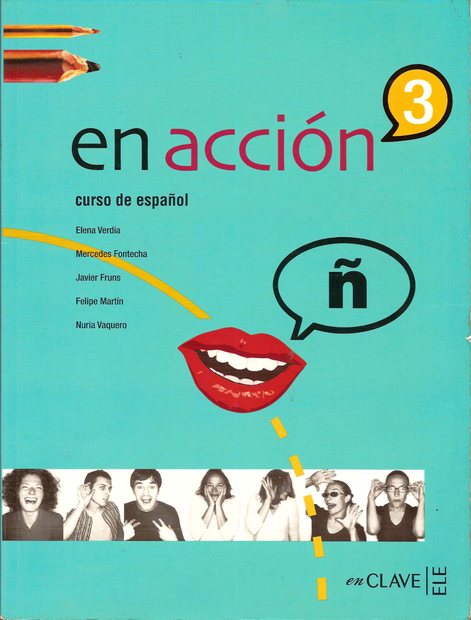 3
en acción
curso de español
Elena Verdía
Mercedes Fontecha
Javier Fruns
Felipe Martín
Nuria Vaquero
ñ
enCLAVE
ELE